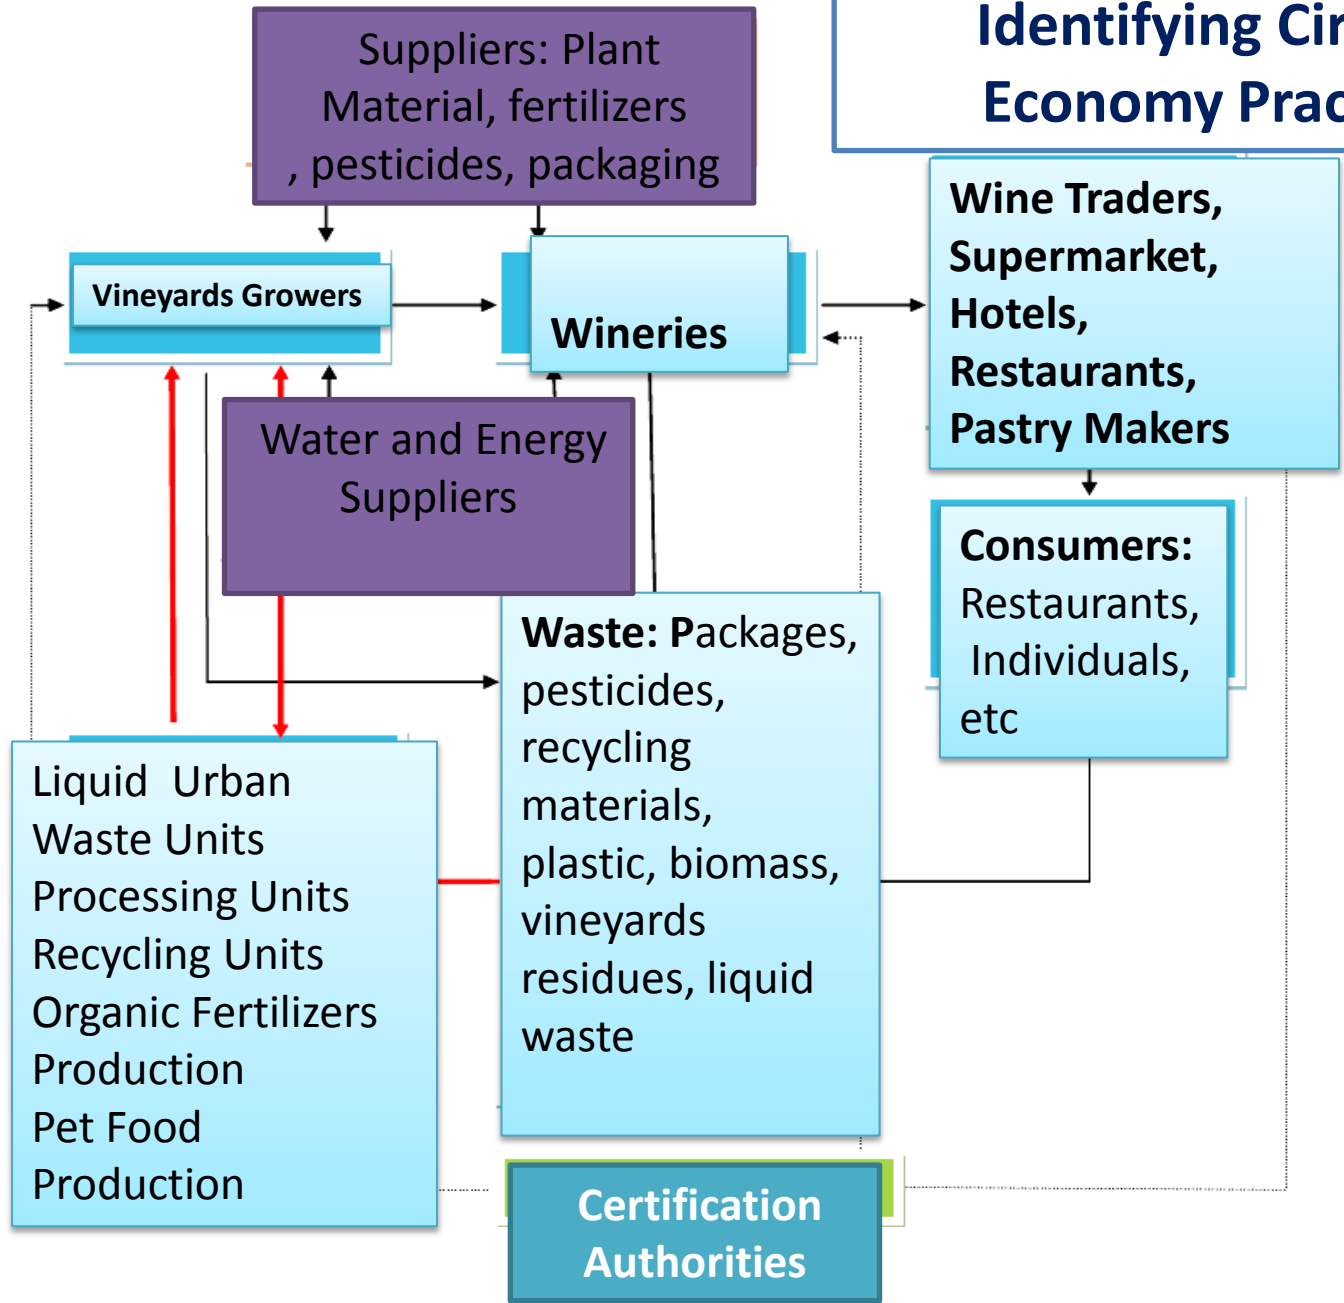 Identifying Cir
Economy Prac
Suppliers: Plant
Material, fertilizers
, pesticides, packaging
Vineyards Growers
Wineries
Wine Traders,
Supermarket,
Hotels,
Restaurants,
Pastry Makers
Water and Energy
Suppliers
Consumers:
Restaurants,
Individuals,
etc
Waste: Packages,
pesticides,
recycling
materials,
plastic, biomass,
vineyards
residues, liquid
waste
Liquid Urban
Waste Units
Processing Units
Recycling Units
Organic Fertilizers
Production
Pet Food
Production
Certification
Authorities